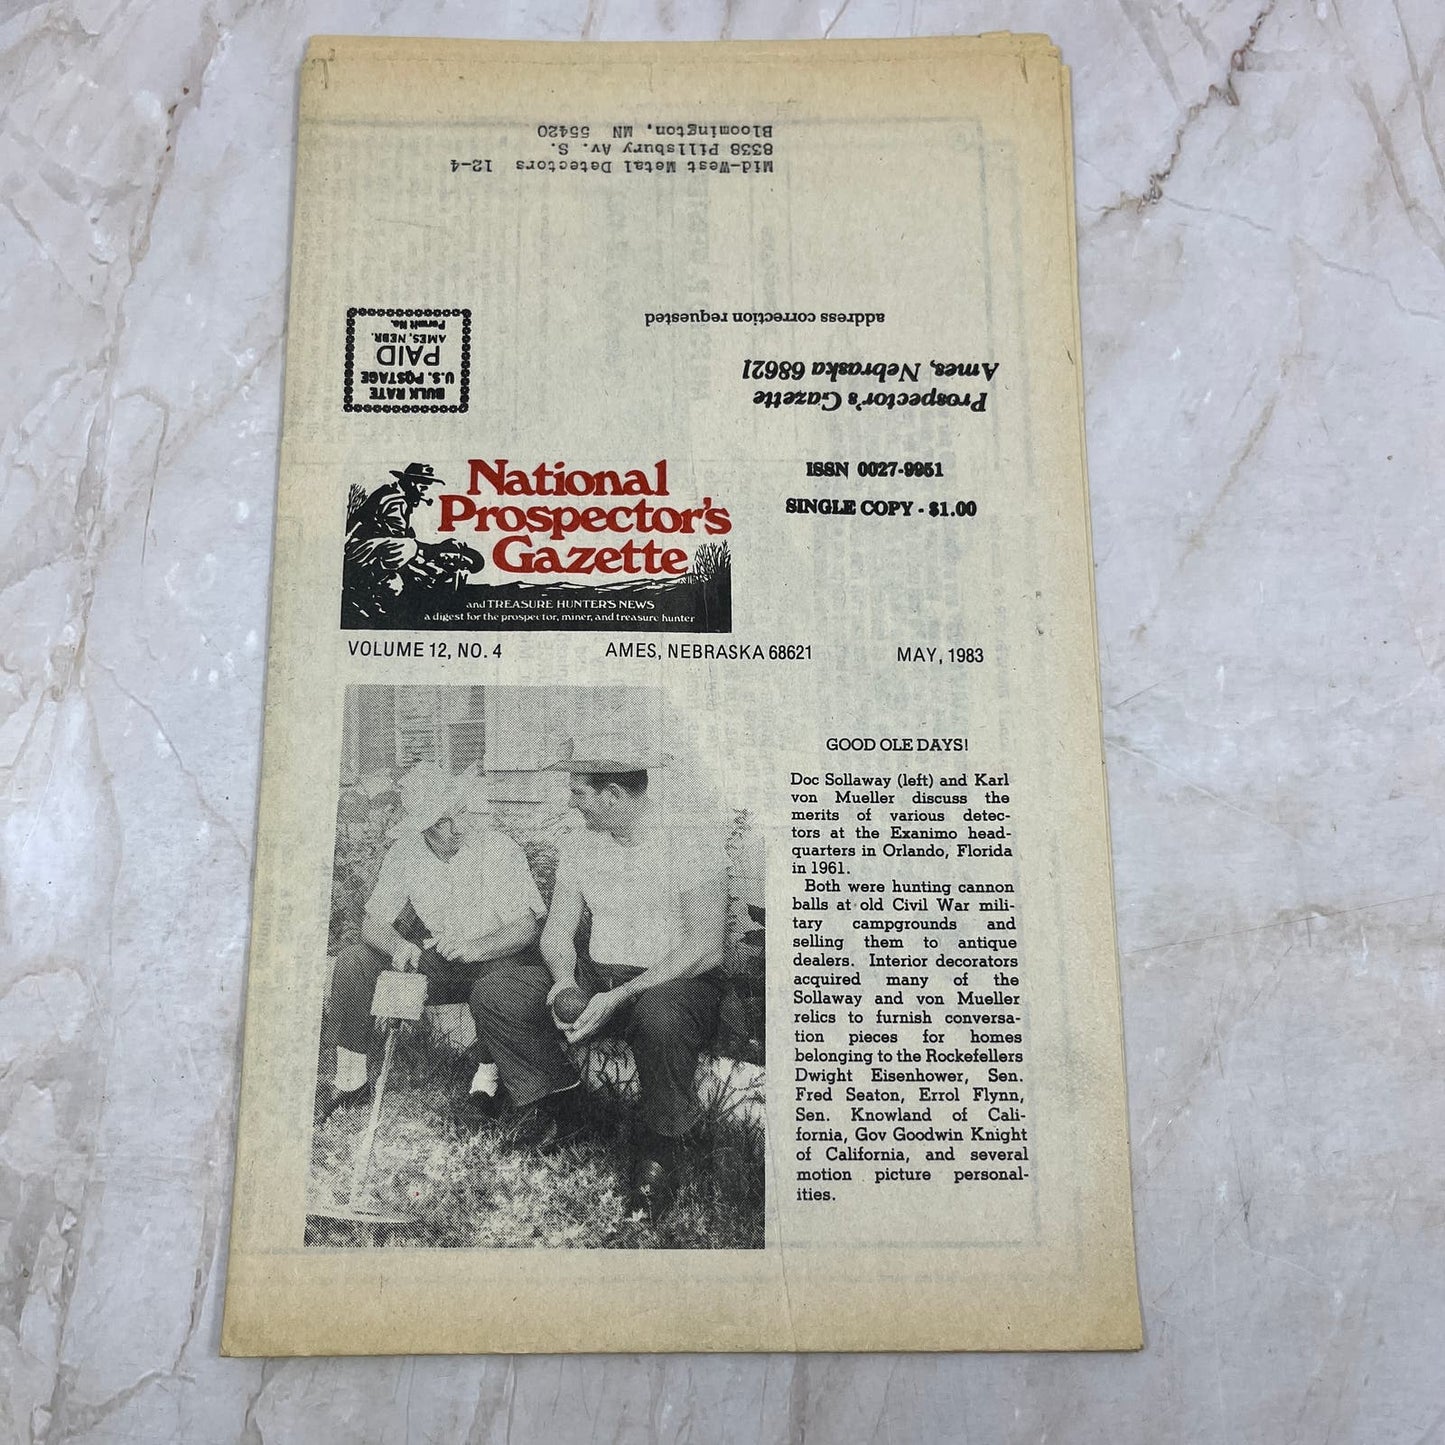 Mid-West Metal Detectors 12-4
8338 Pillsbury Av. S.
Bloomington, MN 55420
address correction requested
Prospector's Gazette
Ames, Nebraska 68621
BULK RATE
U.S. POSTAGE
PAID
AMES, NEBR.
Permit No.
National
Prospector's
Gazette
and TREASURE HUNTER'S NEWS
a digest for the prospector, miner, and treasure hunter
ISSN 0027-9951
SINGLE COPY - $1.00
VOLUME 12, NO. 4 AMES, NEBRASKA 68621 MAY, 1983
GOOD OLE DAYS!
Doc Sollaway (left) and Karl
von Mueller discuss the
merits of various detec-
tors at the Exanimo head-
quarters in Orlando, Florida
in 1961.
Both were hunting cannon
balls at old Civil War mili-
tary campgrounds and
selling them to antique
dealers. Interior decorators
acquired many of the
Sollaway and von Mueller
relics to furnish conversa-
tion pieces for homes
belonging to the Rockefellers
Dwight Eisenhower, Sen.
Fred Seaton, Errol Flynn,
Sen. Knowland of Cali-
fornia, Gov Goodwin Knight
of California, and several
motion picture personal-
ities.